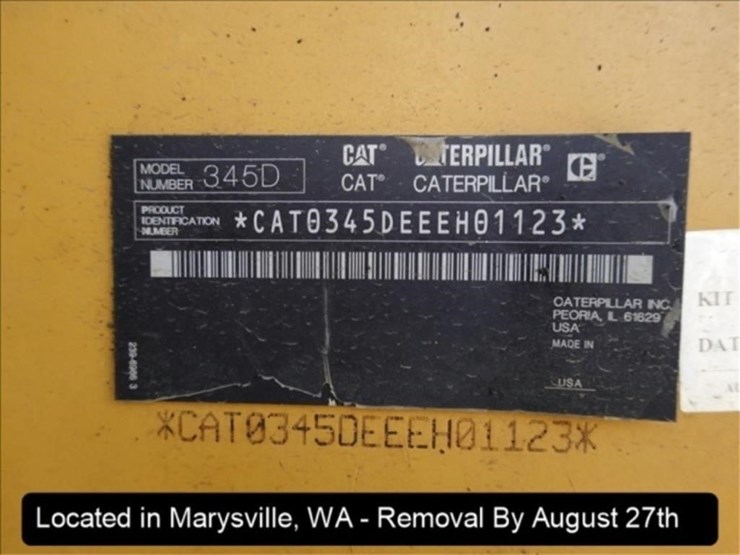 CAT® CATERPILLAR®
MODEL NUMBER 345D
CAT® CATERPILLAR®
PRODUCT IDENTIFICATION NUMBER *CAT0345DEEEH01123*
CATERPILLAR INC.
PEORIA, IL 61629
USA
MADE IN
USA
KIT
DAT
*CAT0345DEEEH01123*
Located in Marysville, WA - Removal By August 27th